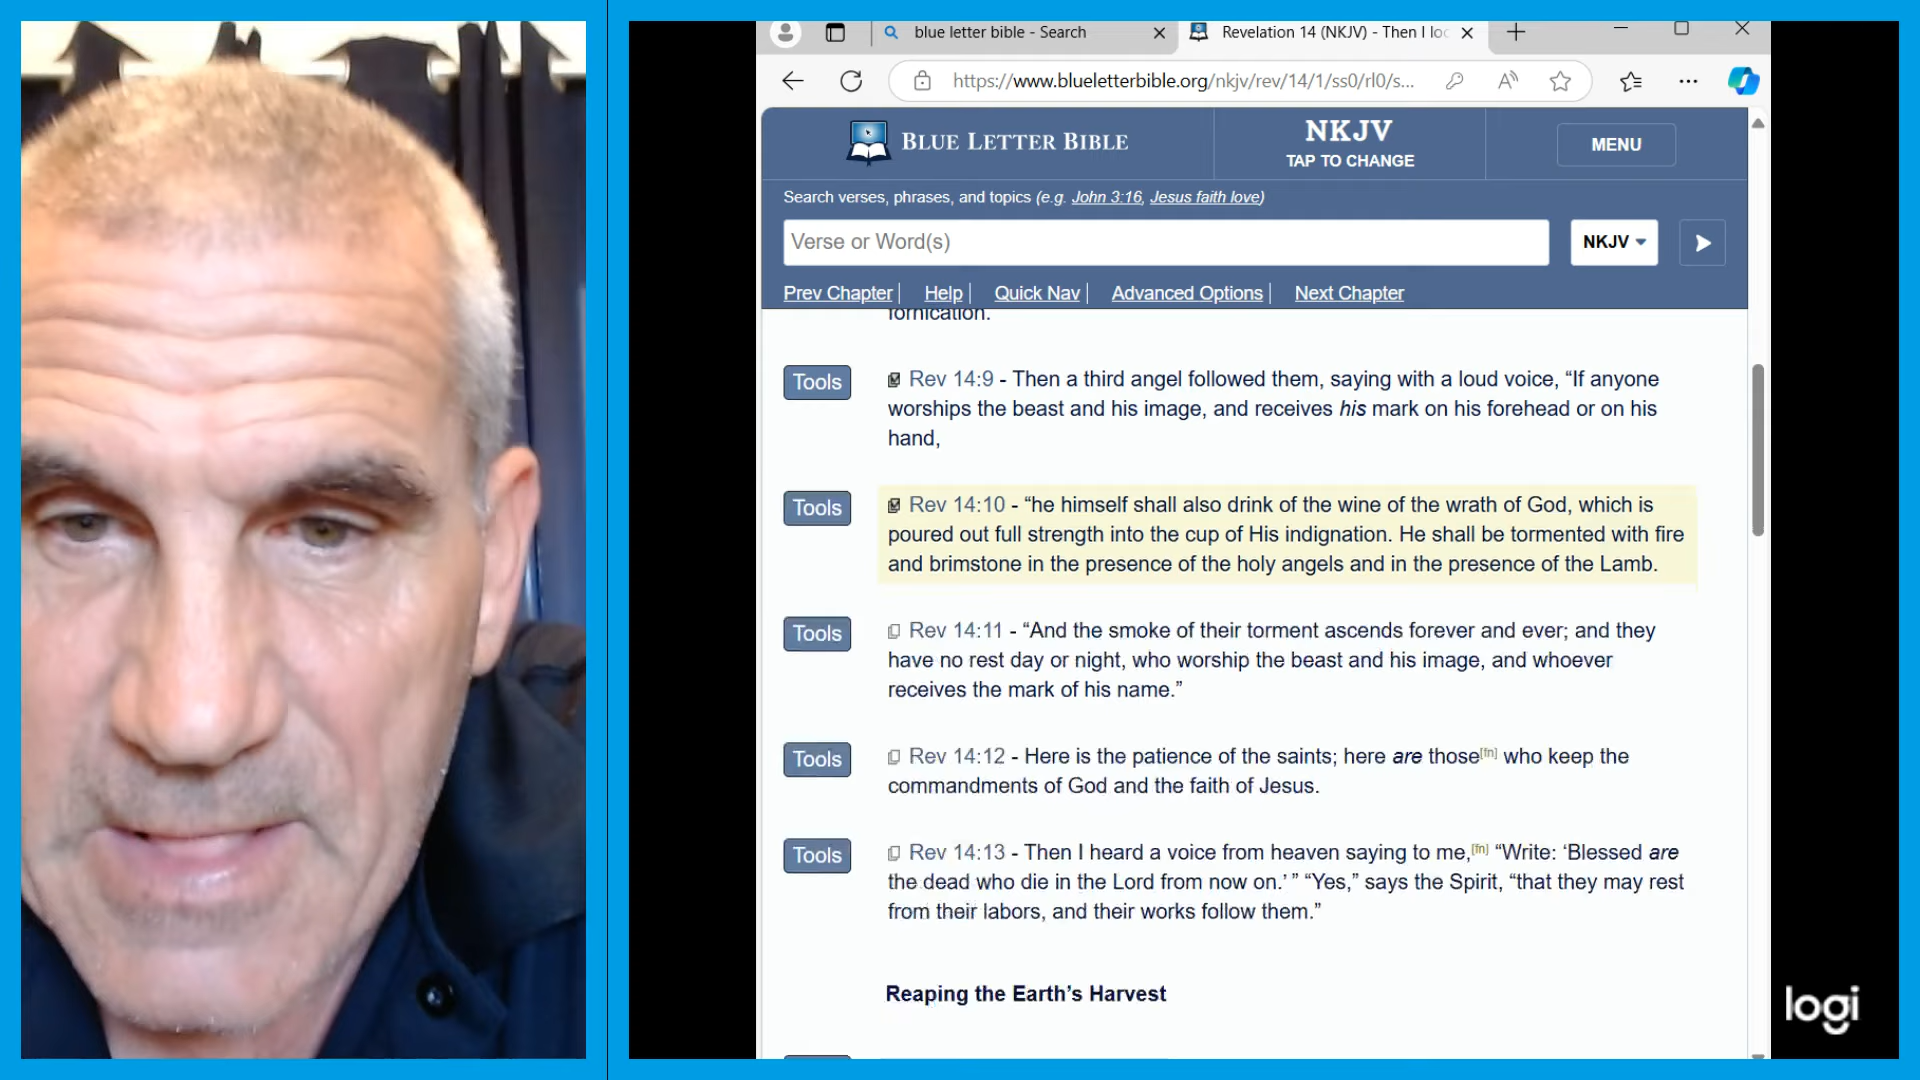 blue letter bible - Search
Revelation 14 (NKJV) - Then I loo
https://www.blueletterbible.org/nkjv/rev/14/1/ss0/rl0/s...
BLUE LETTER BIBLE
NKJV
TAP TO CHANGE
MENU
Search verses, phrases, and topics (e.g. John 3:16, Jesus faith love)
Verse or Word(s)
NKJV
Prev Chapter | Help | Quick Nav | Advanced Options | Next Chapter
fornication.
Tools
Rev 14:9 - Then a third angel followed them, saying with a loud voice, “If anyone
worships the beast and his image, and receives his mark on his forehead or on his
hand,
Tools
Rev 14:10 - “he himself shall also drink of the wine of the wrath of God, which is
poured out full strength into the cup of His indignation. He shall be tormented with fire
and brimstone in the presence of the holy angels and in the presence of the Lamb.
Tools
Rev 14:11 - “And the smoke of their torment ascends forever and ever; and they
have no rest day or night, who worship the beast and his image, and whoever
receives the mark of his name.”
Tools
Rev 14:12 - Here is the patience of the saints; here are those[fn] who keep the
commandments of God and the faith of Jesus.
Tools
Rev 14:13 - Then I heard a voice from heaven saying to me,[fn] “Write: ‘Blessed are
the dead who die in the Lord from now on.’ ” “Yes,” says the Spirit, “that they may rest
from their labors, and their works follow them.”
Reaping the Earth’s Harvest
logi